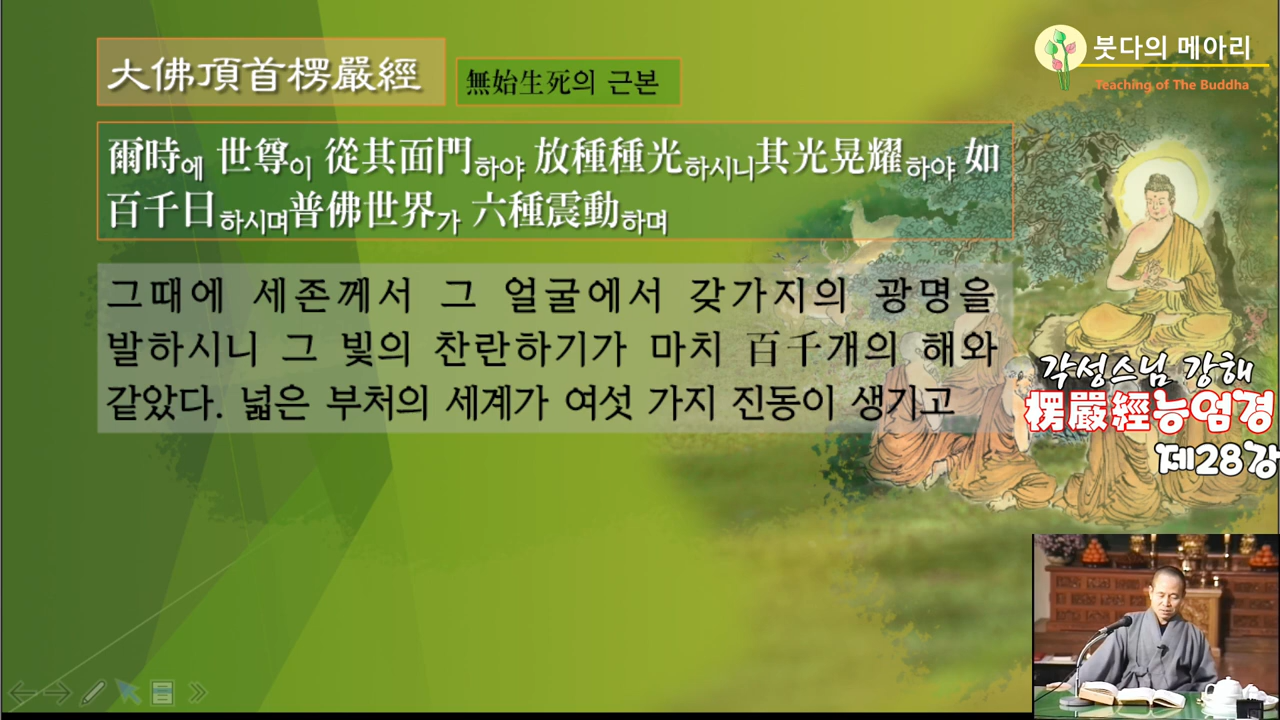 大佛頂首楞嚴經
無始生死의 근본
爾時에 世尊이 從其面門하야 放種種光하시니其光晃耀하야 如
百千日하시며普佛世界가 六種震動하며
그때에 세존께서 그 얼굴에서 갖가지의 광명을
발하시니 그 빛의 찬란하기가 마치 百千개의 해와
같았다. 넓은 부처의 세계가 여섯 가지 진동이 생기고
붓다의 메아리
Teaching of The Buddha
각성스님 강해
楞嚴經능엄경
제28강